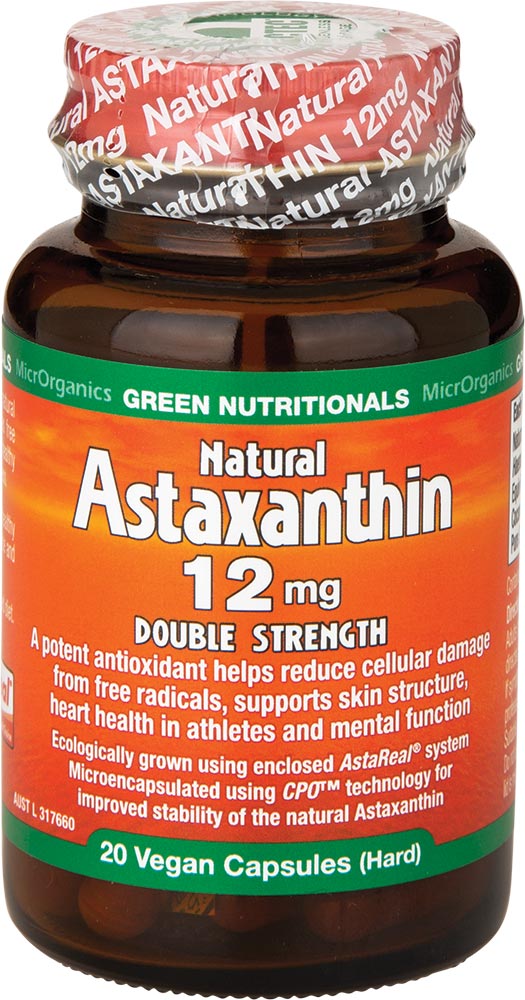 Natural THIN 12mg
Natural ASTAXANTHIN
12mg
MicrOrganics GREEN NUTRITIONALS MicrOrganics
Natural
Astaxanthin
12 mg
DOUBLE STRENGTH
A potent antioxidant helps reduce cellular damage
from free radicals, supports skin structure,
heart health in athletes and mental function
Ecologically grown using enclosed AstaReal® system
Microencapsulated using CPO™ technology for
improved stability of the natural Astaxanthin
AUST L 317660
20 Vegan Capsules (Hard)